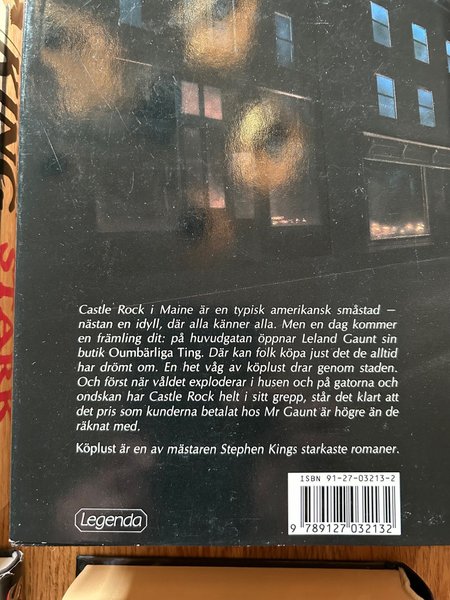 KING
STARK
Castle Rock i Maine är en typisk amerikansk småstad –
nästan en idyll, där alla känner alla. Men en dag kommer
en främling dit: på huvudgatan öppnar Leland Gaunt sin
butik Oumbärliga Ting. Där kan folk köpa just det de alltid
har drömt om. En het våg av köplust drar genom staden.
Och först när våldet exploderar i husen och på gatorna och
ondskan har Castle Rock helt i sitt grepp, står det klart att
det pris som kunderna betalat hos Mr Gaunt är högre än de
räknat med.
Köplust är en av mästaren Stephen Kings starkaste romaner.
ISBN 91-27-03213-2
9 789127 032132
Legenda